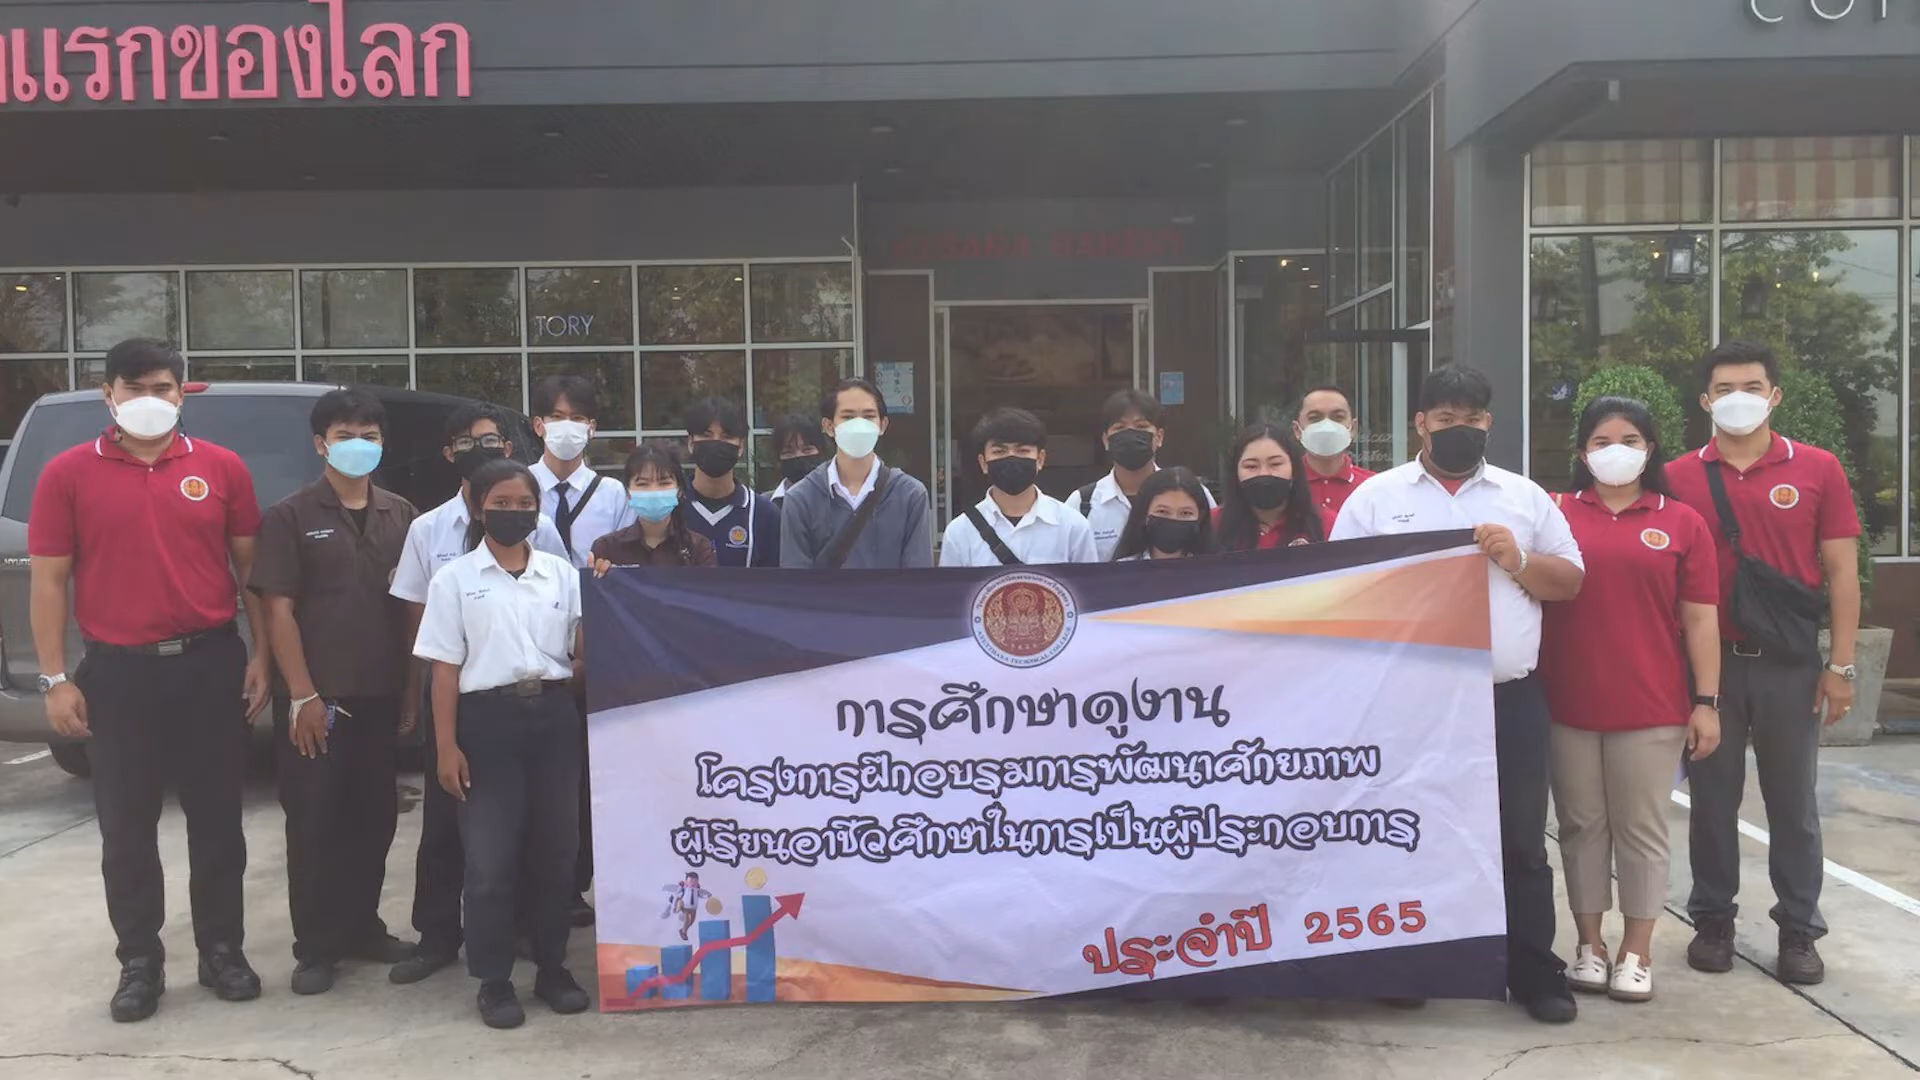 แรกของโลก
TORY
BAKERY
AYUTTHAYA TECHNICAL COLLEGE
การศึกษาดูงาน
โครงการฝึกอบรมการพัฒนาศักยภาพ
ผู้เรียนอาชีวศึกษาในการเป็นผู้ประกอบการ
ประจำปี 2565